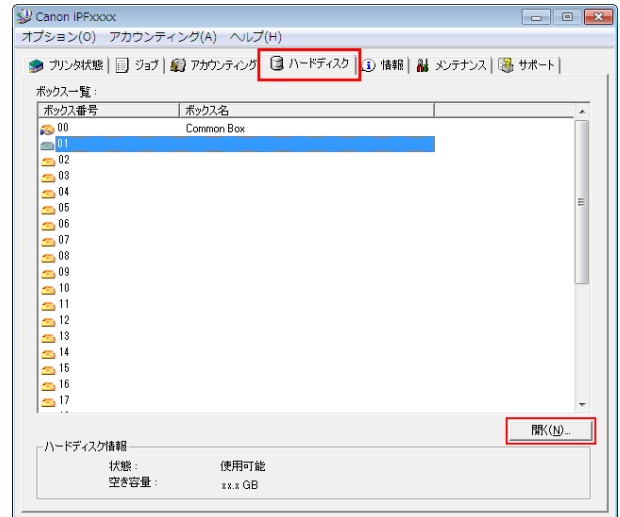 Canon iPFxxxx
オプション(O) アカウンティング(A) ヘルプ(H)
プリンタ状態 ジョブ アカウンティング ハードディスク 情報 メンテナンス サポート
ボックス一覧:
ボックス番号 ボックス名
00 Common Box
01
02
03
04
05
06
07
08
09
10
11
12
13
14
15
16
17
開く(N)...
ハードディスク情報
状態: 使用可能
空き容量: xx.x GB